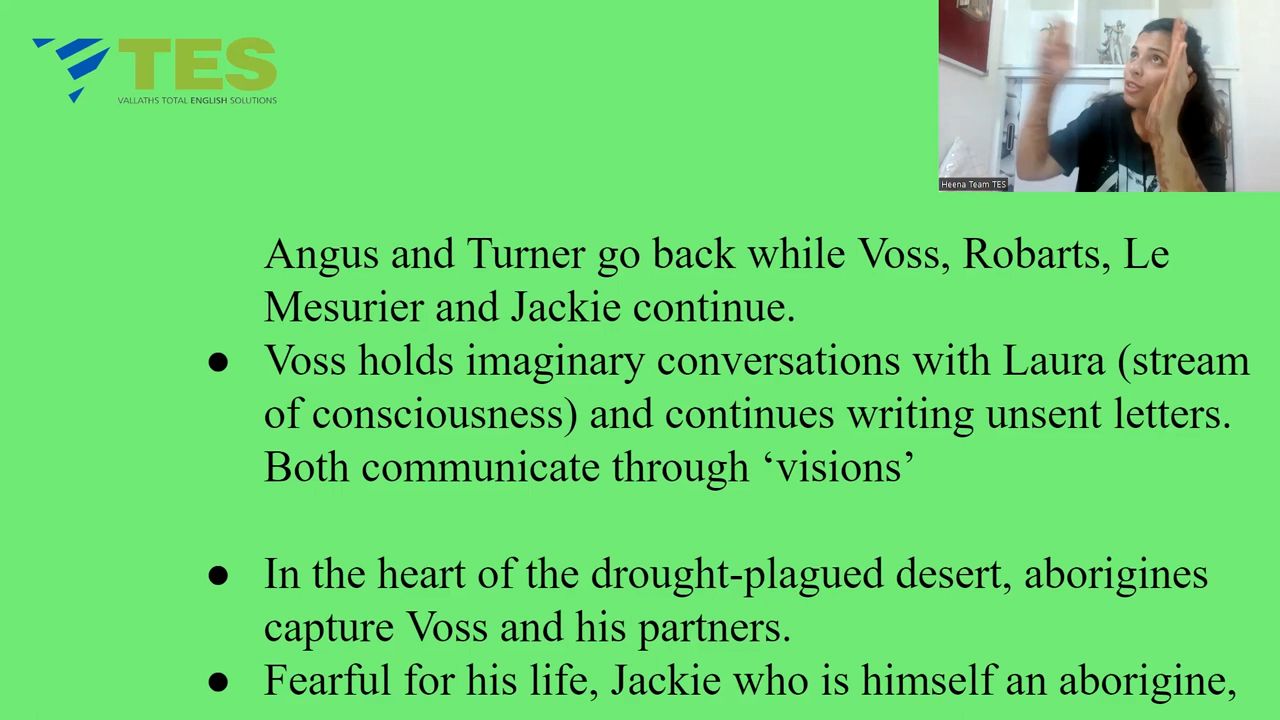 TES
VALLATHS TOTAL ENGLISH SOLUTIONS
Heena Team TES
Angus and Turner go back while Voss, Robarts, Le
Mesurier and Jackie continue.
● Voss holds imaginary conversations with Laura (stream
of consciousness) and continues writing unsent letters.
Both communicate through ‘visions’
● In the heart of the drought-plagued desert, aborigines
capture Voss and his partners.
● Fearful for his life, Jackie who is himself an aborigine,